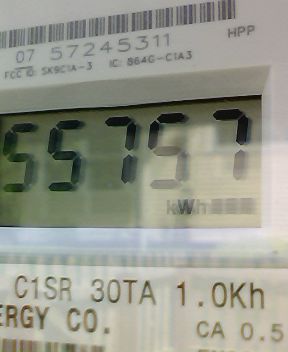 07 57245311
HPP
FCC ID: SK9C1A-3 IC: 864G-C1A3
55757
kWh
C1SR 30TA 1.0Kh
ERGY CO.
CA 0.5